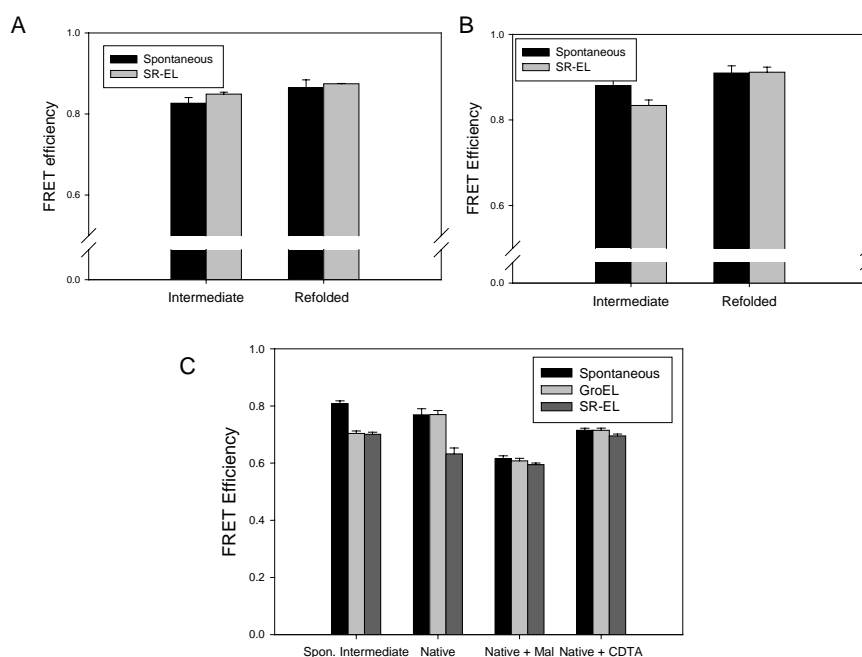 A
1.0
Spontaneous
SR-EL
0.8
FRET efficiency
0.6
0.0
Intermediate Refolded
B
1.0
Spontaneous
SR-EL
0.8
FRET Efficiency
0.6
0.0
Intermediate Refolded
C
1.0
Spontaneous
GroEL
SR-EL
0.8
0.6
FRET Efficiency
0.4
0.2
0.0
Spon. Intermediate Native Native + Mal Native + CDTA